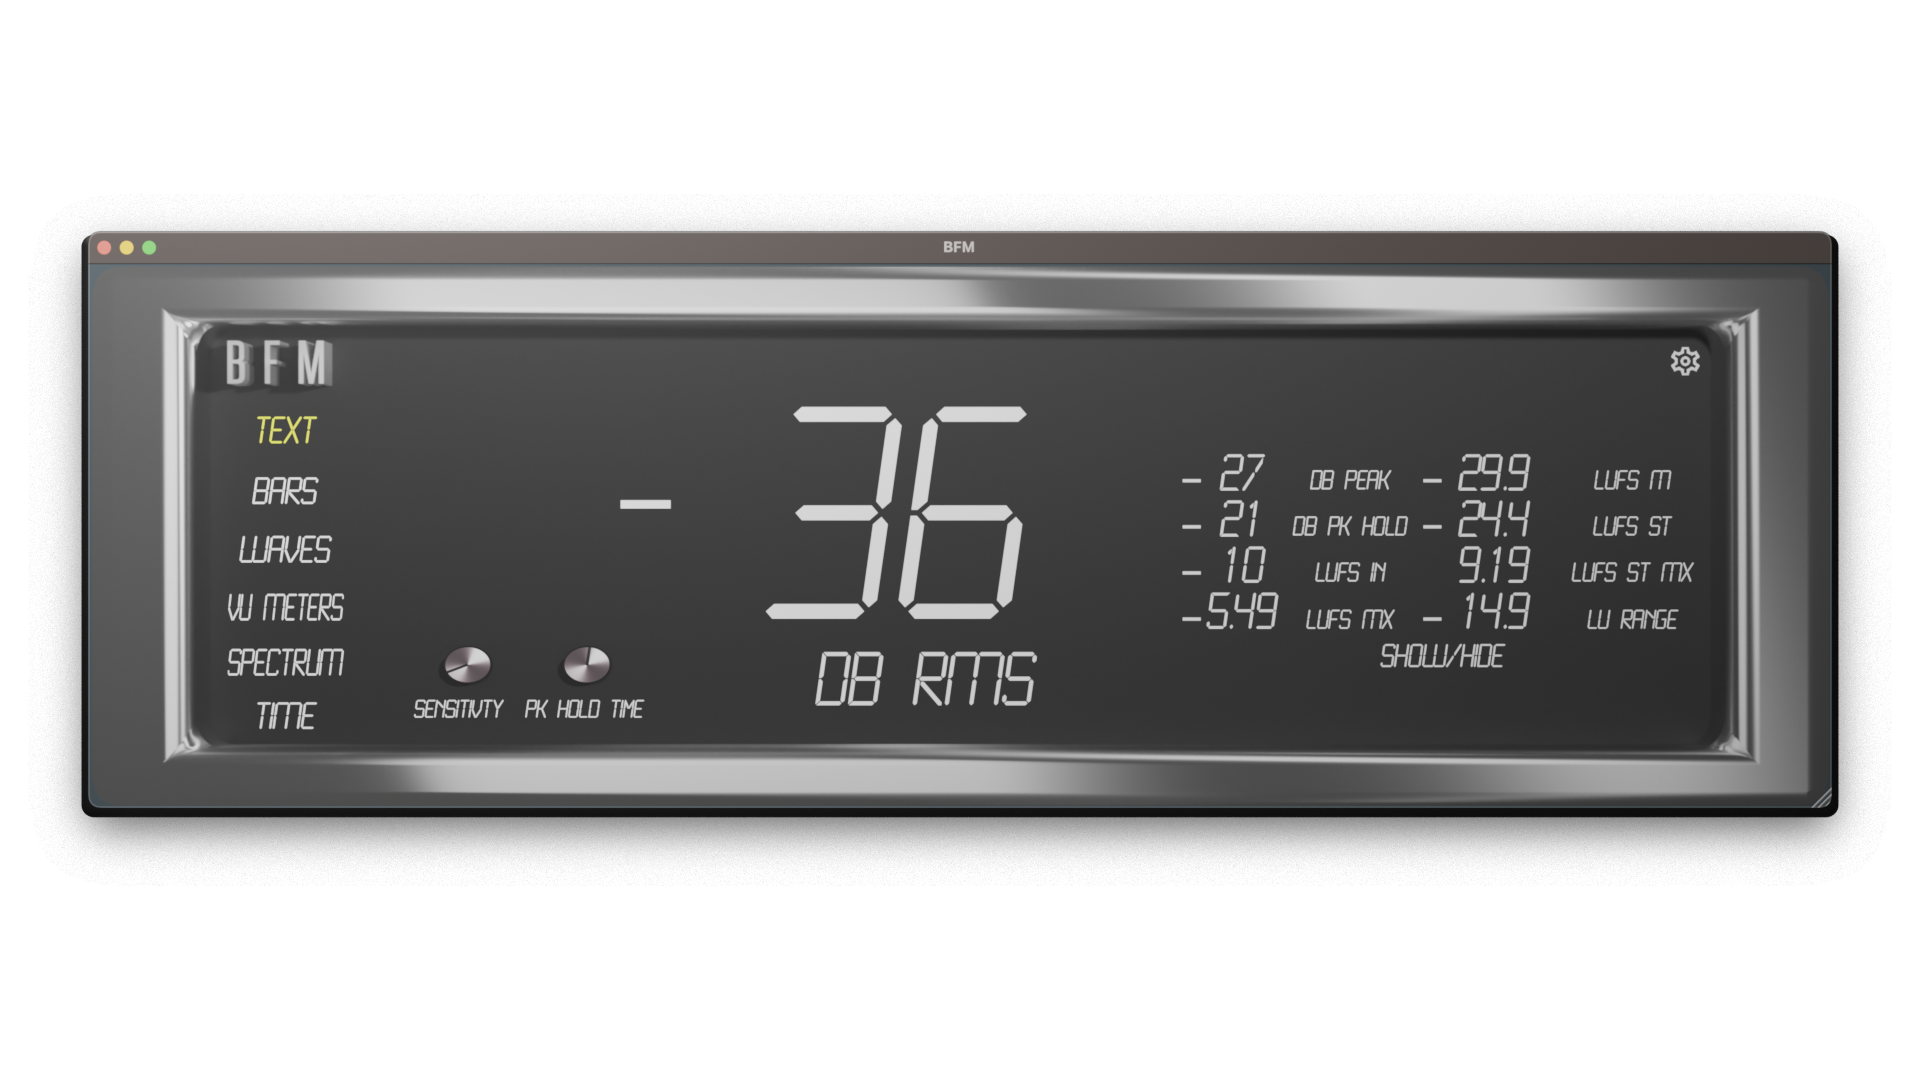 BFM
BFM
TEXT
BARS
WAVES
VU METERS
SPECTRUM
TIME
SENSITIVTY PK HOLD TIME
- 36
DB RMS
- 27 DB PEAK - 29.9 LUFS M
- 21 DB PK HOLD - 24.4 LUFS ST
- 10 LUFS IN 9.19 LUFS ST MX
-5.49 LUFS MX - 14.9 LU RANGE
SHOW/HIDE